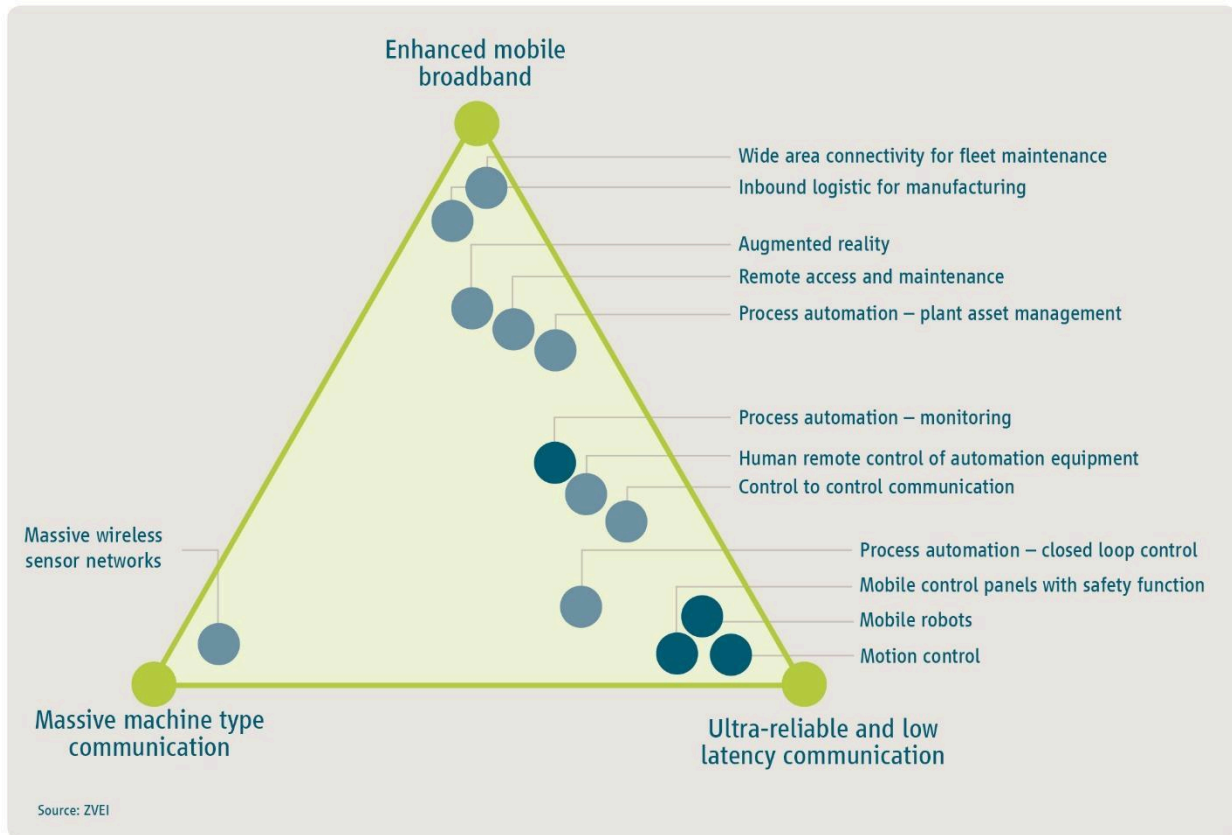 Enhanced mobile
broadband
Wide area connectivity for fleet maintenance
Inbound logistic for manufacturing
Augmented reality
Remote access and maintenance
Process automation – plant asset management
Process automation – monitoring
Human remote control of automation equipment
Control to control communication
Massive wireless
sensor networks
Process automation – closed loop control
Mobile control panels with safety function
Mobile robots
Motion control
Massive machine type
communication
Ultra-reliable and low
latency communication
Source: ZVEI